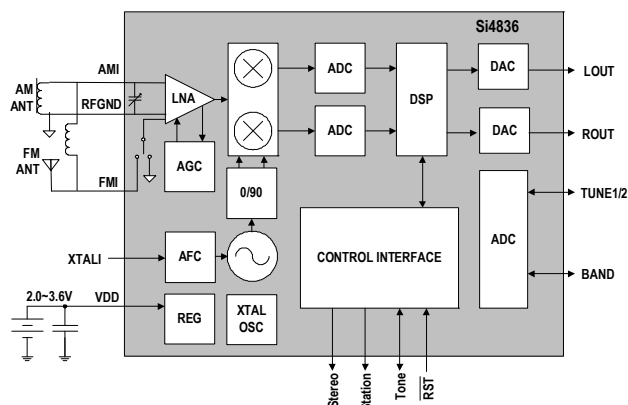 Si4836
AMI
AM
ANT
RFGND
LNA
ADC
DSP
DAC
LOUT
ADC
DAC
ROUT
FM
ANT
FMI
AGC
0/90
TUNE1/2
ADC
CONTROL INTERFACE
XTALI
AFC
BAND
2.0~3.6V
VDD
REG
XTAL
OSC
Stereo
Station
Tone
RST